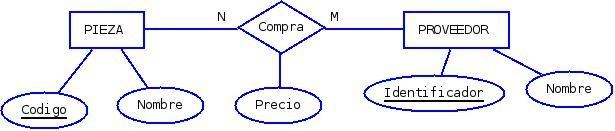 N
M
PIEZA
Compra
PROVEEDOR
Codigo
Nombre
Precio
Identificador
Nombre